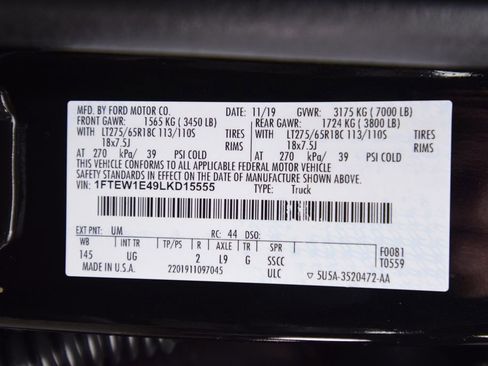 MFD. BY FORD MOTOR CO. DATE: 11/19 GVWR: 3175 KG ( 7000 LB)
FRONT GAWR: 1565 KG ( 3450 LB) REAR GAWR: 1724 KG ( 3800 LB)
WITH LT275/65R18C 113/110S TIRES WITH LT275/65R18C 113/110S TIRES
18x7.5J RIMS 18x7.5J RIMS
AT 270 kPa/ 39 PSI COLD AT 270 kPa/ 39 PSI COLD
THIS VEHICLE CONFORMS TO ALL APPLICABLE FEDERAL MOTOR VEHICLE
SAFETY STANDARDS IN EFFECT ON THE DATE OF MANUFACTURE SHOWN ABOVE.
VIN: 1FTEW1E49LKD15555 TYPE: Truck
EXT PNT: UM RC: 44 DSO: F0081
WB INT TR TP/PS R AXLE TR SPR T0559
145 UG 2 L9 G SSCC
MADE IN U.S.A. 2201911097045 ULC 5U5A-3520472-AA